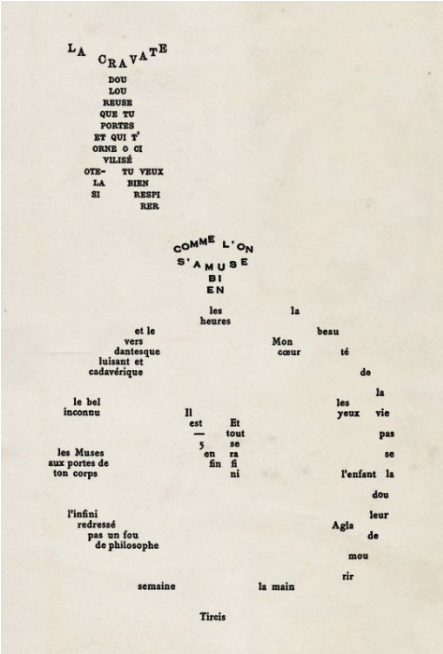 LA CRAVATE
DOU
LOU
REUSE
QUE TU
PORTES
ET QUI T'
ORNE O CI
VILISÉ
OTE- TU VEUX
LA BIEN
SI RESPI
RER
COMME L'ON
S'AMUSE
BI
EN
les
heures
la
beau
té
de
la
vie
pas
se
la
dou
leur
de
mou
rir
Mon
cœur
les
yeux
l'enfant
Agla
la main
Tircis
semaine
l'infini
redressé
pas un fou
de philosophe
les Muses
aux portes de
ton corps
le bel
inconnu
et le
vers
dantesque
luisant et
cadavérique
Il
est
—
5
en
fin
Et
tout
se
ra
fi
ni